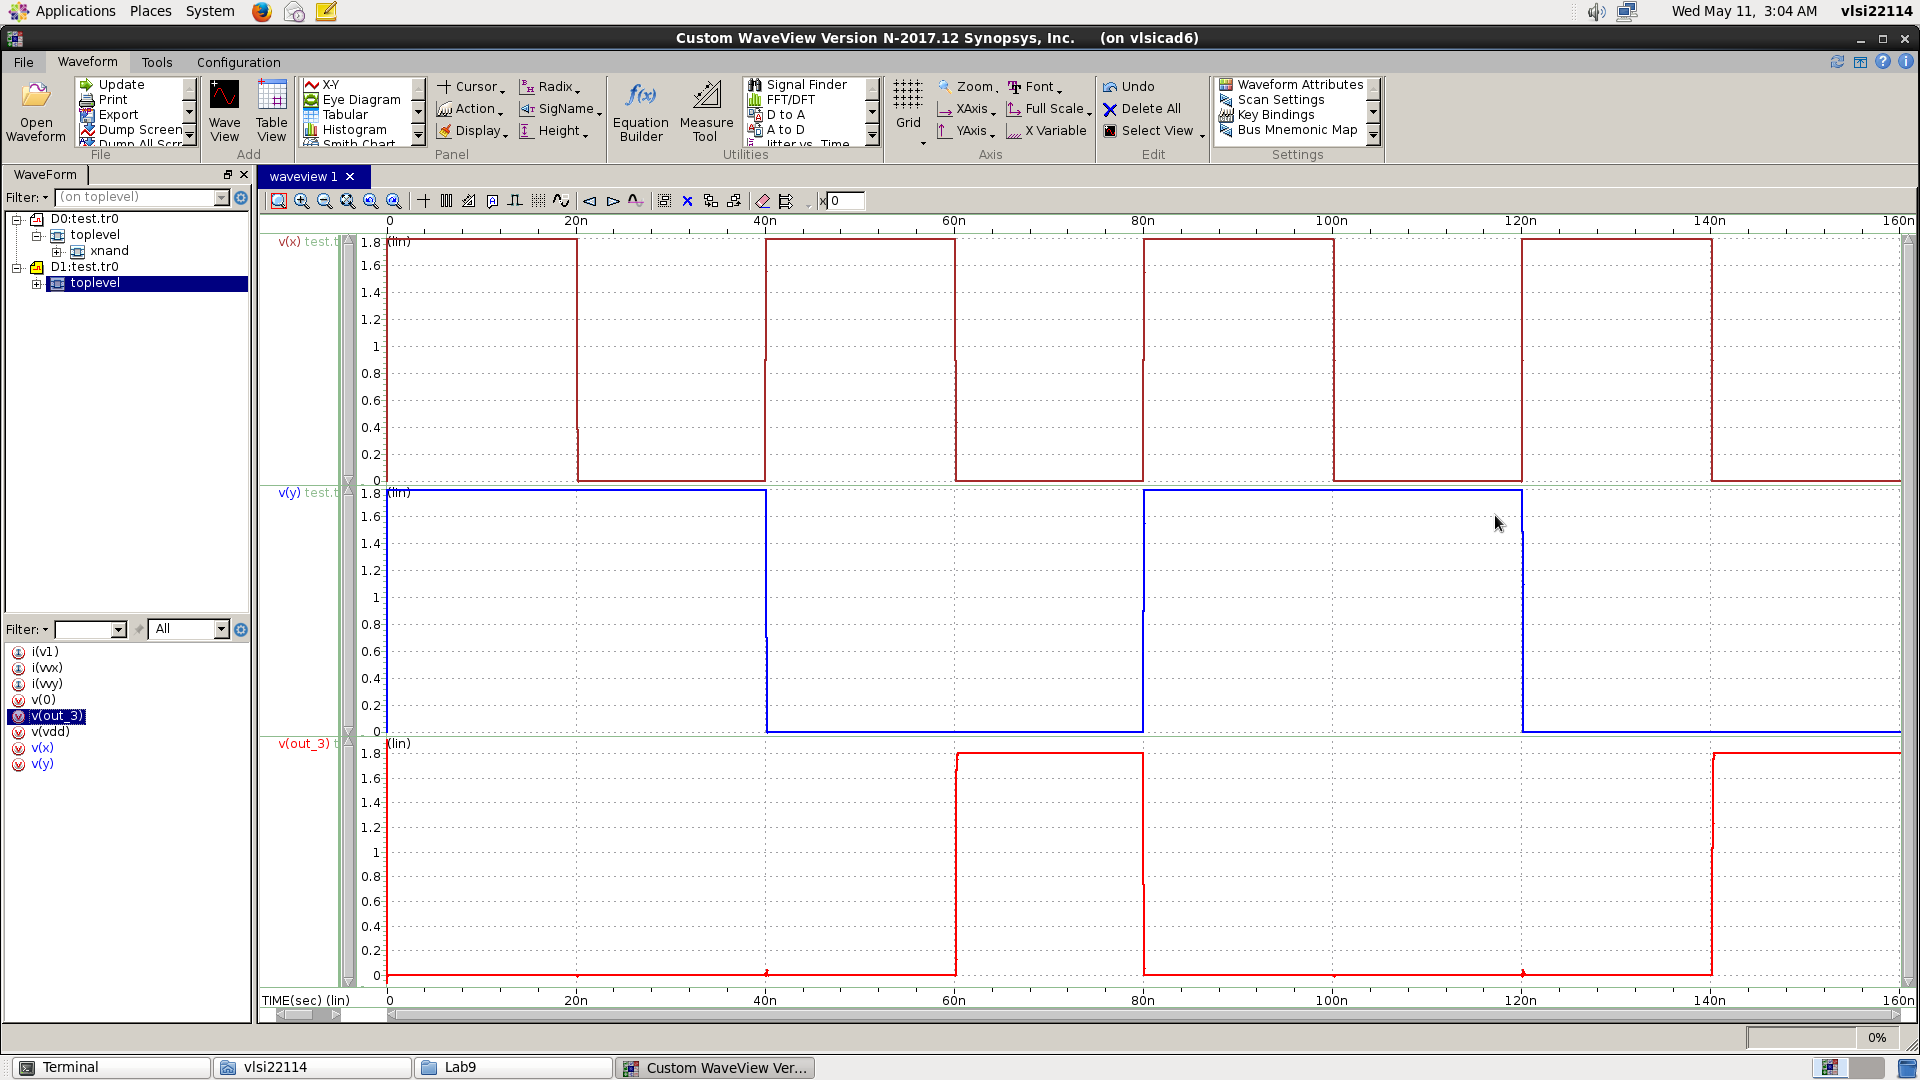 Applications Places System Wed May 11, 3:04 AM vlsi22114
Custom WaveView Version N-2017.12 Synopsys, Inc. (on vlsicad6)
File Waveform Tools Configuration
Open Waveform
Update
Print
Export
Dump Screen
Dump All Scr
File
Wave View
Table View
Add
X-Y
Eye Diagram
Tabular
Histogram
Smith Chart
Cursor
Action
Display
Radix
SigName
Height
Panel
Equation Builder
Measure Tool
Signal Finder
FFT/DFT
D to A
A to D
Jitter vs. Time
Utilities
Grid
Zoom
XAxis
YAxis
Font
Full Scale
X Variable
Axis
Undo
Delete All
Select View
Edit
Waveform Attributes
Scan Settings
Key Bindings
Bus Mnemonic Map
Settings
WaveForm
Filter: (on toplevel)
D0:test.tr0
toplevel
xnand
D1:test.tr0
toplevel
Filter: All
i(v1)
i(vvx)
i(vvy)
v(0)
v(out_3)
v(vdd)
v(x)
v(y)
waveview 1
x 0
0 20n 40n 60n 80n 100n 120n 140n 160n
v(x) test.t
(lin)
1.8
1.6
1.4
1.2
1
0.8
0.6
0.4
0.2
0
v(y) test.t
(lin)
1.8
1.6
1.4
1.2
1
0.8
0.6
0.4
0.2
0
v(out_3) t
(lin)
1.8
1.6
1.4
1.2
1
0.8
0.6
0.4
0.2
0
TIME(sec) (lin) 0 20n 40n 60n 80n 100n 120n 140n 160n
0%
Terminal vlsi22114 Lab9 Custom WaveView Ver...